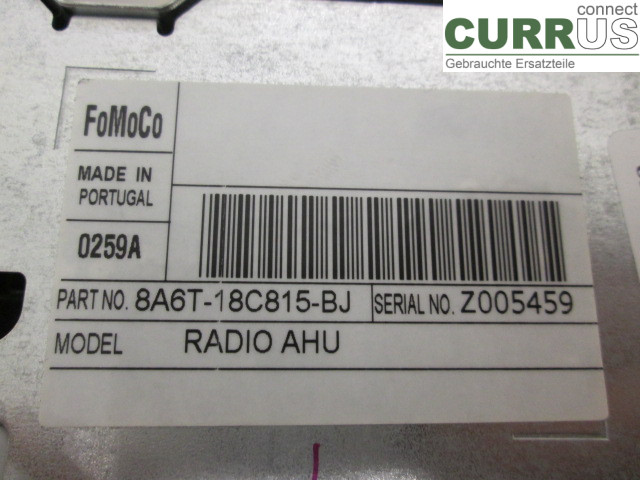 connect
CURRUS
Gebrauchte Ersatzteile
FoMoCo
MADE IN
PORTUGAL
0259A
PART NO. 8A6T-18C815-BJ SERIAL NO. Z005459
MODEL RADIO AHU